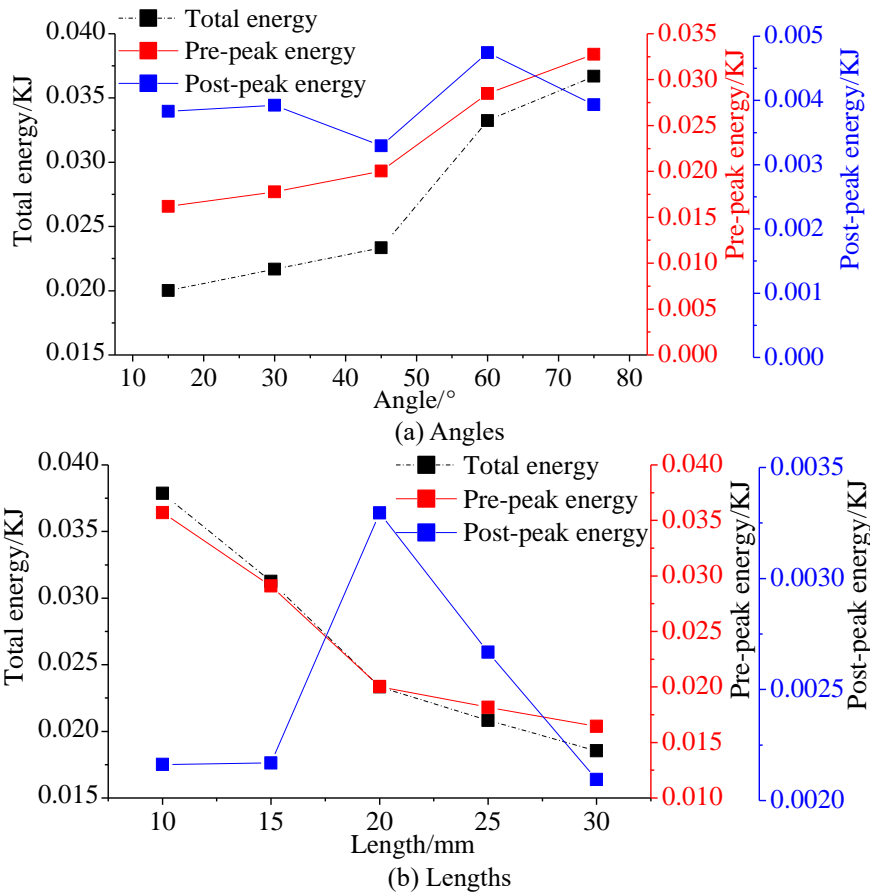 Total energy
Pre-peak energy
Post-peak energy
Total energy/KJ
0.040
0.035
0.030
0.025
0.020
0.015
Pre-peak energy/KJ
0.035
0.030
0.025
0.020
0.015
0.010
0.005
0.000
Post-peak energy/KJ
0.005
0.004
0.003
0.002
0.001
0.000
10 20 30 40 50 60 70 80
Angle/°
(a) Angles
Total energy
Pre-peak energy
Post-peak energy
Total energy/KJ
0.040
0.035
0.030
0.025
0.020
0.015
Pre-peak energy/KJ
0.040
0.035
0.030
0.025
0.020
0.015
0.010
Post-peak energy/KJ
0.0035
0.0030
0.0025
0.0020
10 15 20 25 30
Length/mm
(b) Lengths